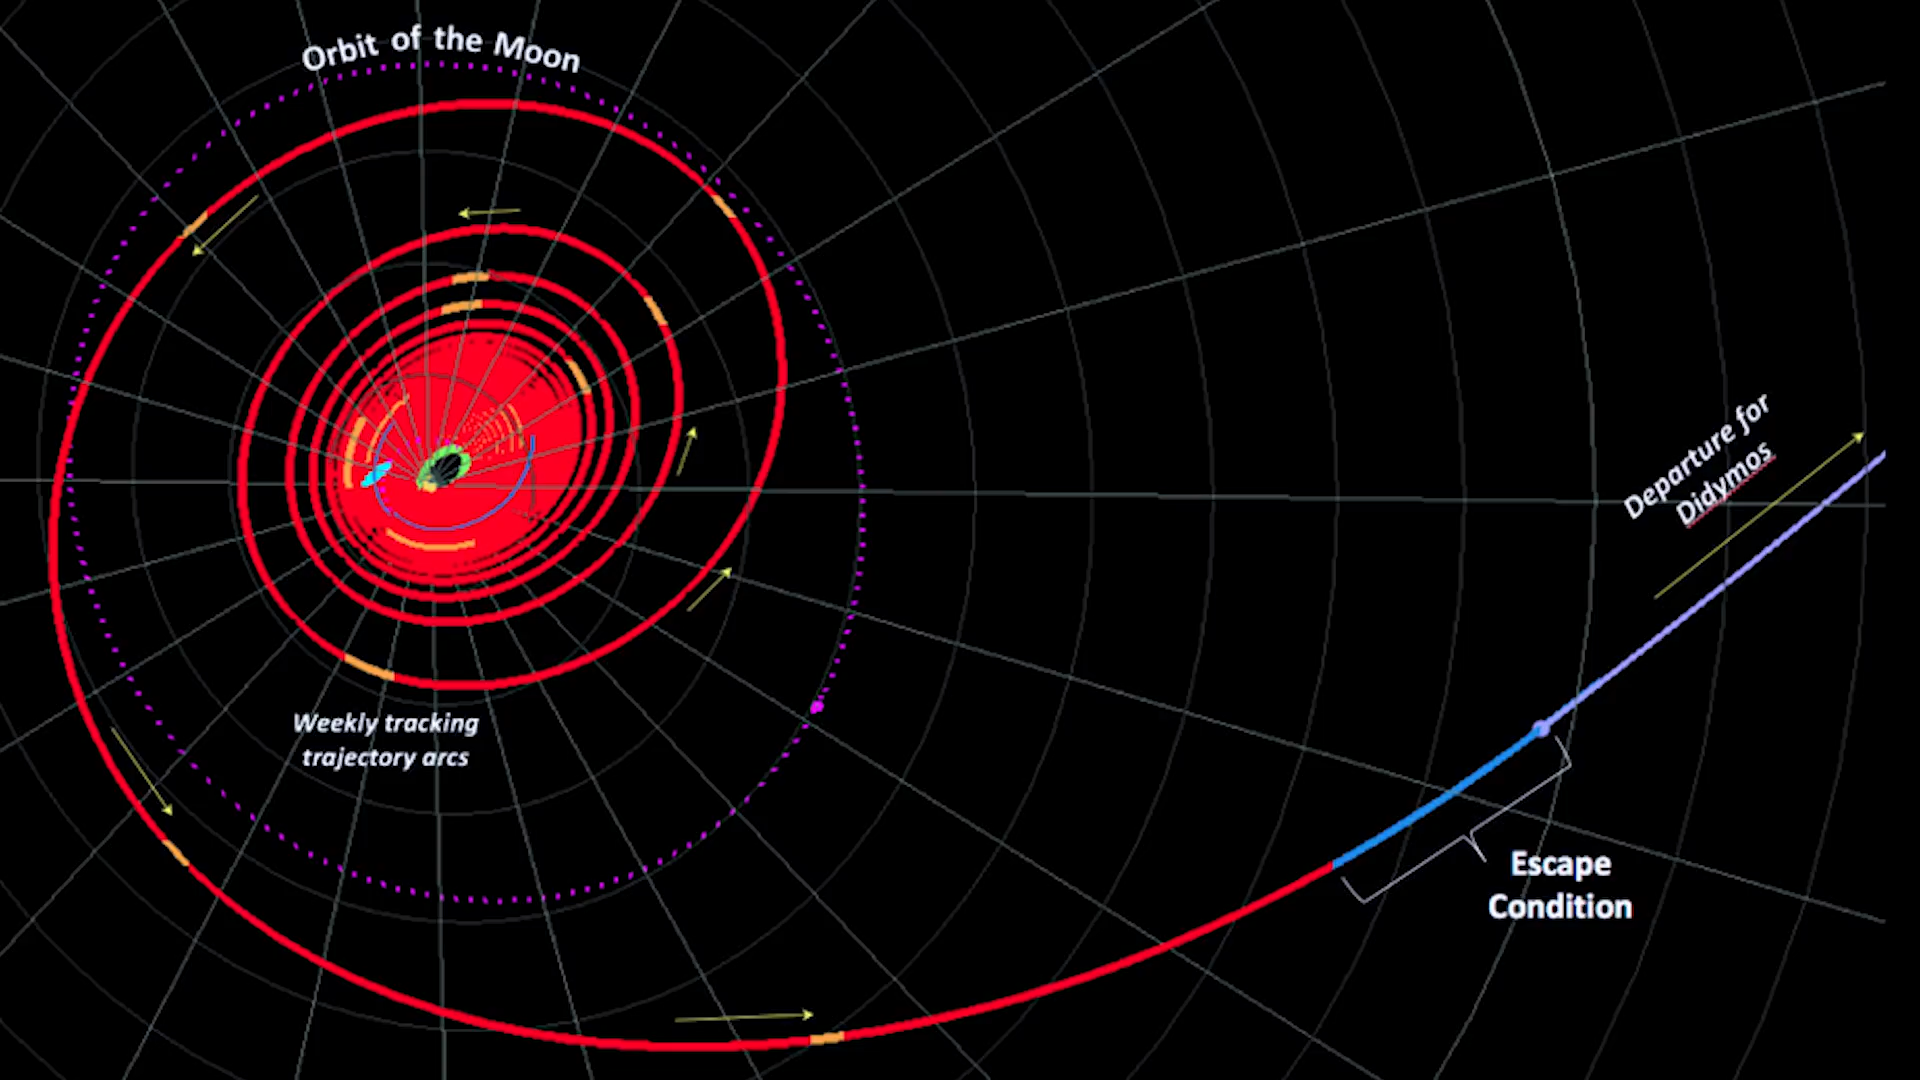 Orbit of the Moon
Departure for
Didymos
Weekly tracking
trajectory arcs
Escape
Condition